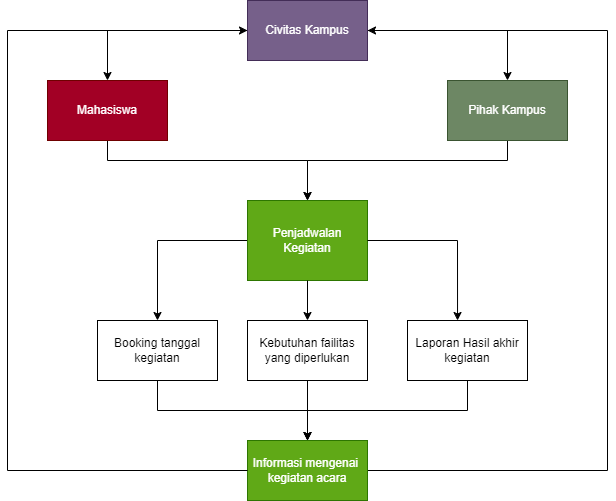 Civitas Kampus
Mahasiswa
Pihak Kampus
Penjadwalan
Kegiatan
Booking tanggal
kegiatan
Kebutuhan failitas
yang diperlukan
Laporan Hasil akhir
kegiatan
Informasi mengenai
kegiatan acara